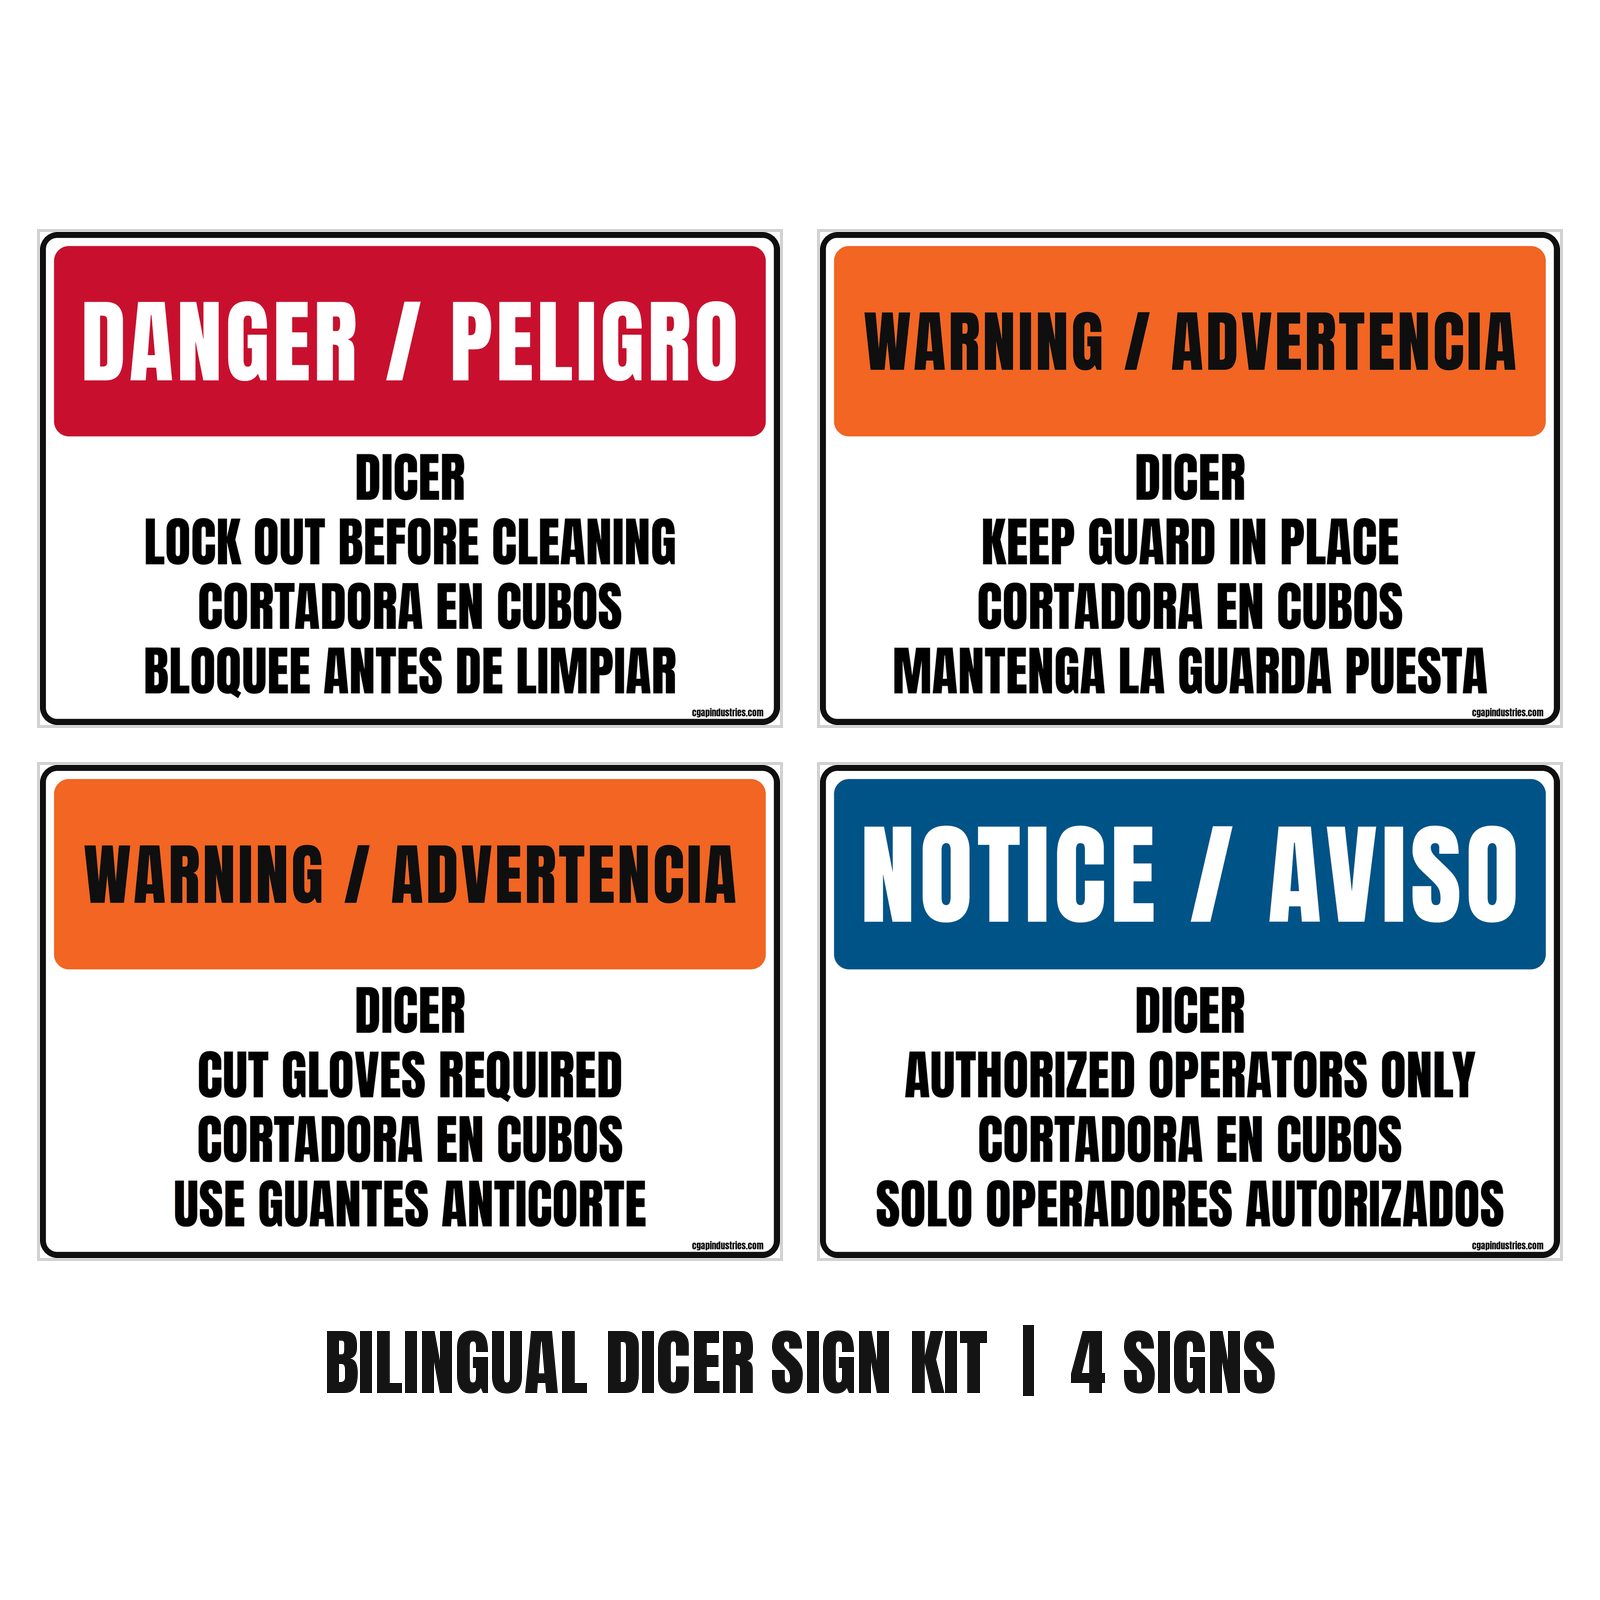 DANGER / PELIGRO
DICER
LOCK OUT BEFORE CLEANING
CORTADORA EN CUBOS
BLOQUEE ANTES DE LIMPIAR
cgapindustries.com
WARNING / ADVERTENCIA
DICER
KEEP GUARD IN PLACE
CORTADORA EN CUBOS
MANTENGA LA GUARDA PUESTA
cgapindustries.com
WARNING / ADVERTENCIA
DICER
CUT GLOVES REQUIRED
CORTADORA EN CUBOS
USE GUANTES ANTICORTE
cgapindustries.com
NOTICE / AVISO
DICER
AUTHORIZED OPERATORS ONLY
CORTADORA EN CUBOS
SOLO OPERADORES AUTORIZADOS
cgapindustries.com
BILINGUAL DICER SIGN KIT | 4 SIGNS